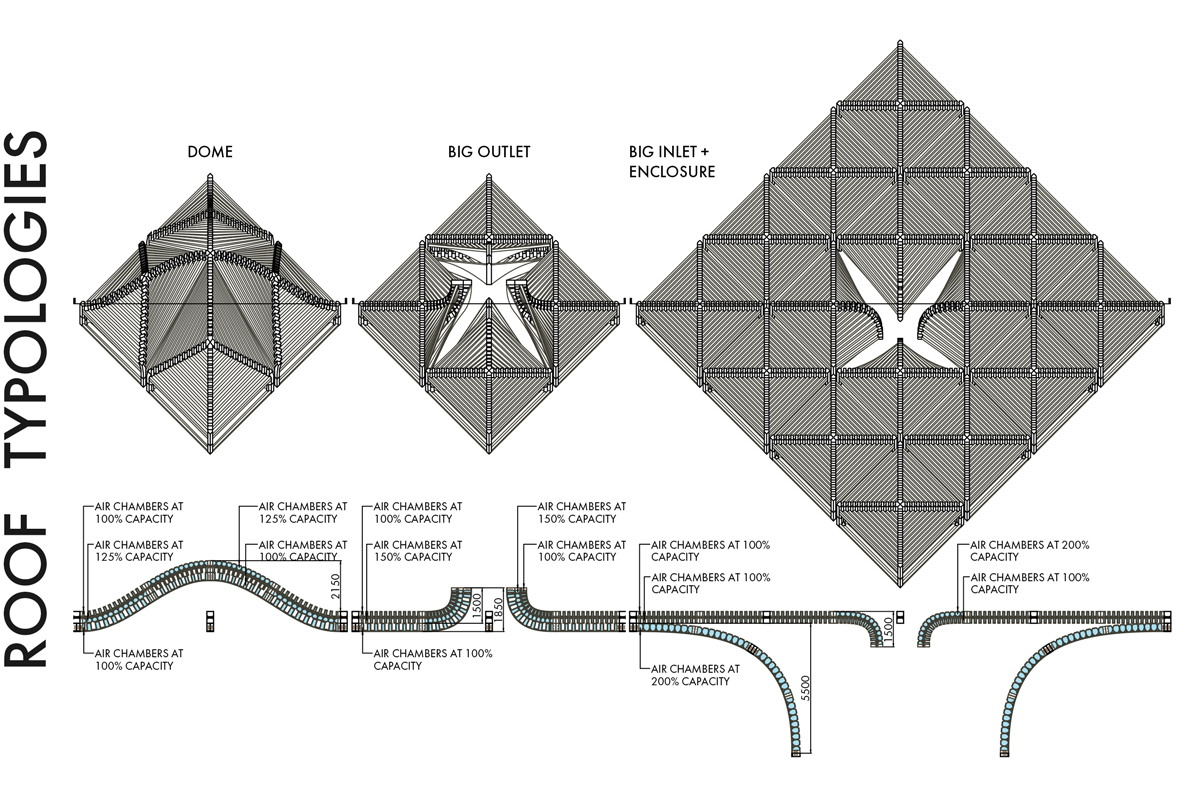 ROOF TYPOLOGIES
DOME
BIG OUTLET
BIG INLET +
ENCLOSURE
AIR CHAMBERS AT
100% CAPACITY
AIR CHAMBERS AT
125% CAPACITY
AIR CHAMBERS AT
125% CAPACITY
AIR CHAMBERS AT
100% CAPACITY
2150
AIR CHAMBERS AT
100% CAPACITY
AIR CHAMBERS AT
100% CAPACITY
AIR CHAMBERS AT
150% CAPACITY
AIR CHAMBERS AT
150% CAPACITY
AIR CHAMBERS AT
100% CAPACITY
1500
1850
AIR CHAMBERS AT 100%
CAPACITY
AIR CHAMBERS AT 100%
CAPACITY
AIR CHAMBERS AT 100%
CAPACITY
AIR CHAMBERS AT 200%
CAPACITY
AIR CHAMBERS AT 100%
CAPACITY
1500
AIR CHAMBERS AT
200% CAPACITY
5500